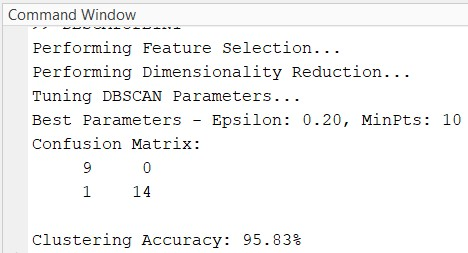 Command Window
Performing Feature Selection...
Performing Dimensionality Reduction...
Tuning DBSCAN Parameters...
Best Parameters - Epsilon: 0.20, MinPts: 10
Confusion Matrix:
9 0
1 14
Clustering Accuracy: 95.83%